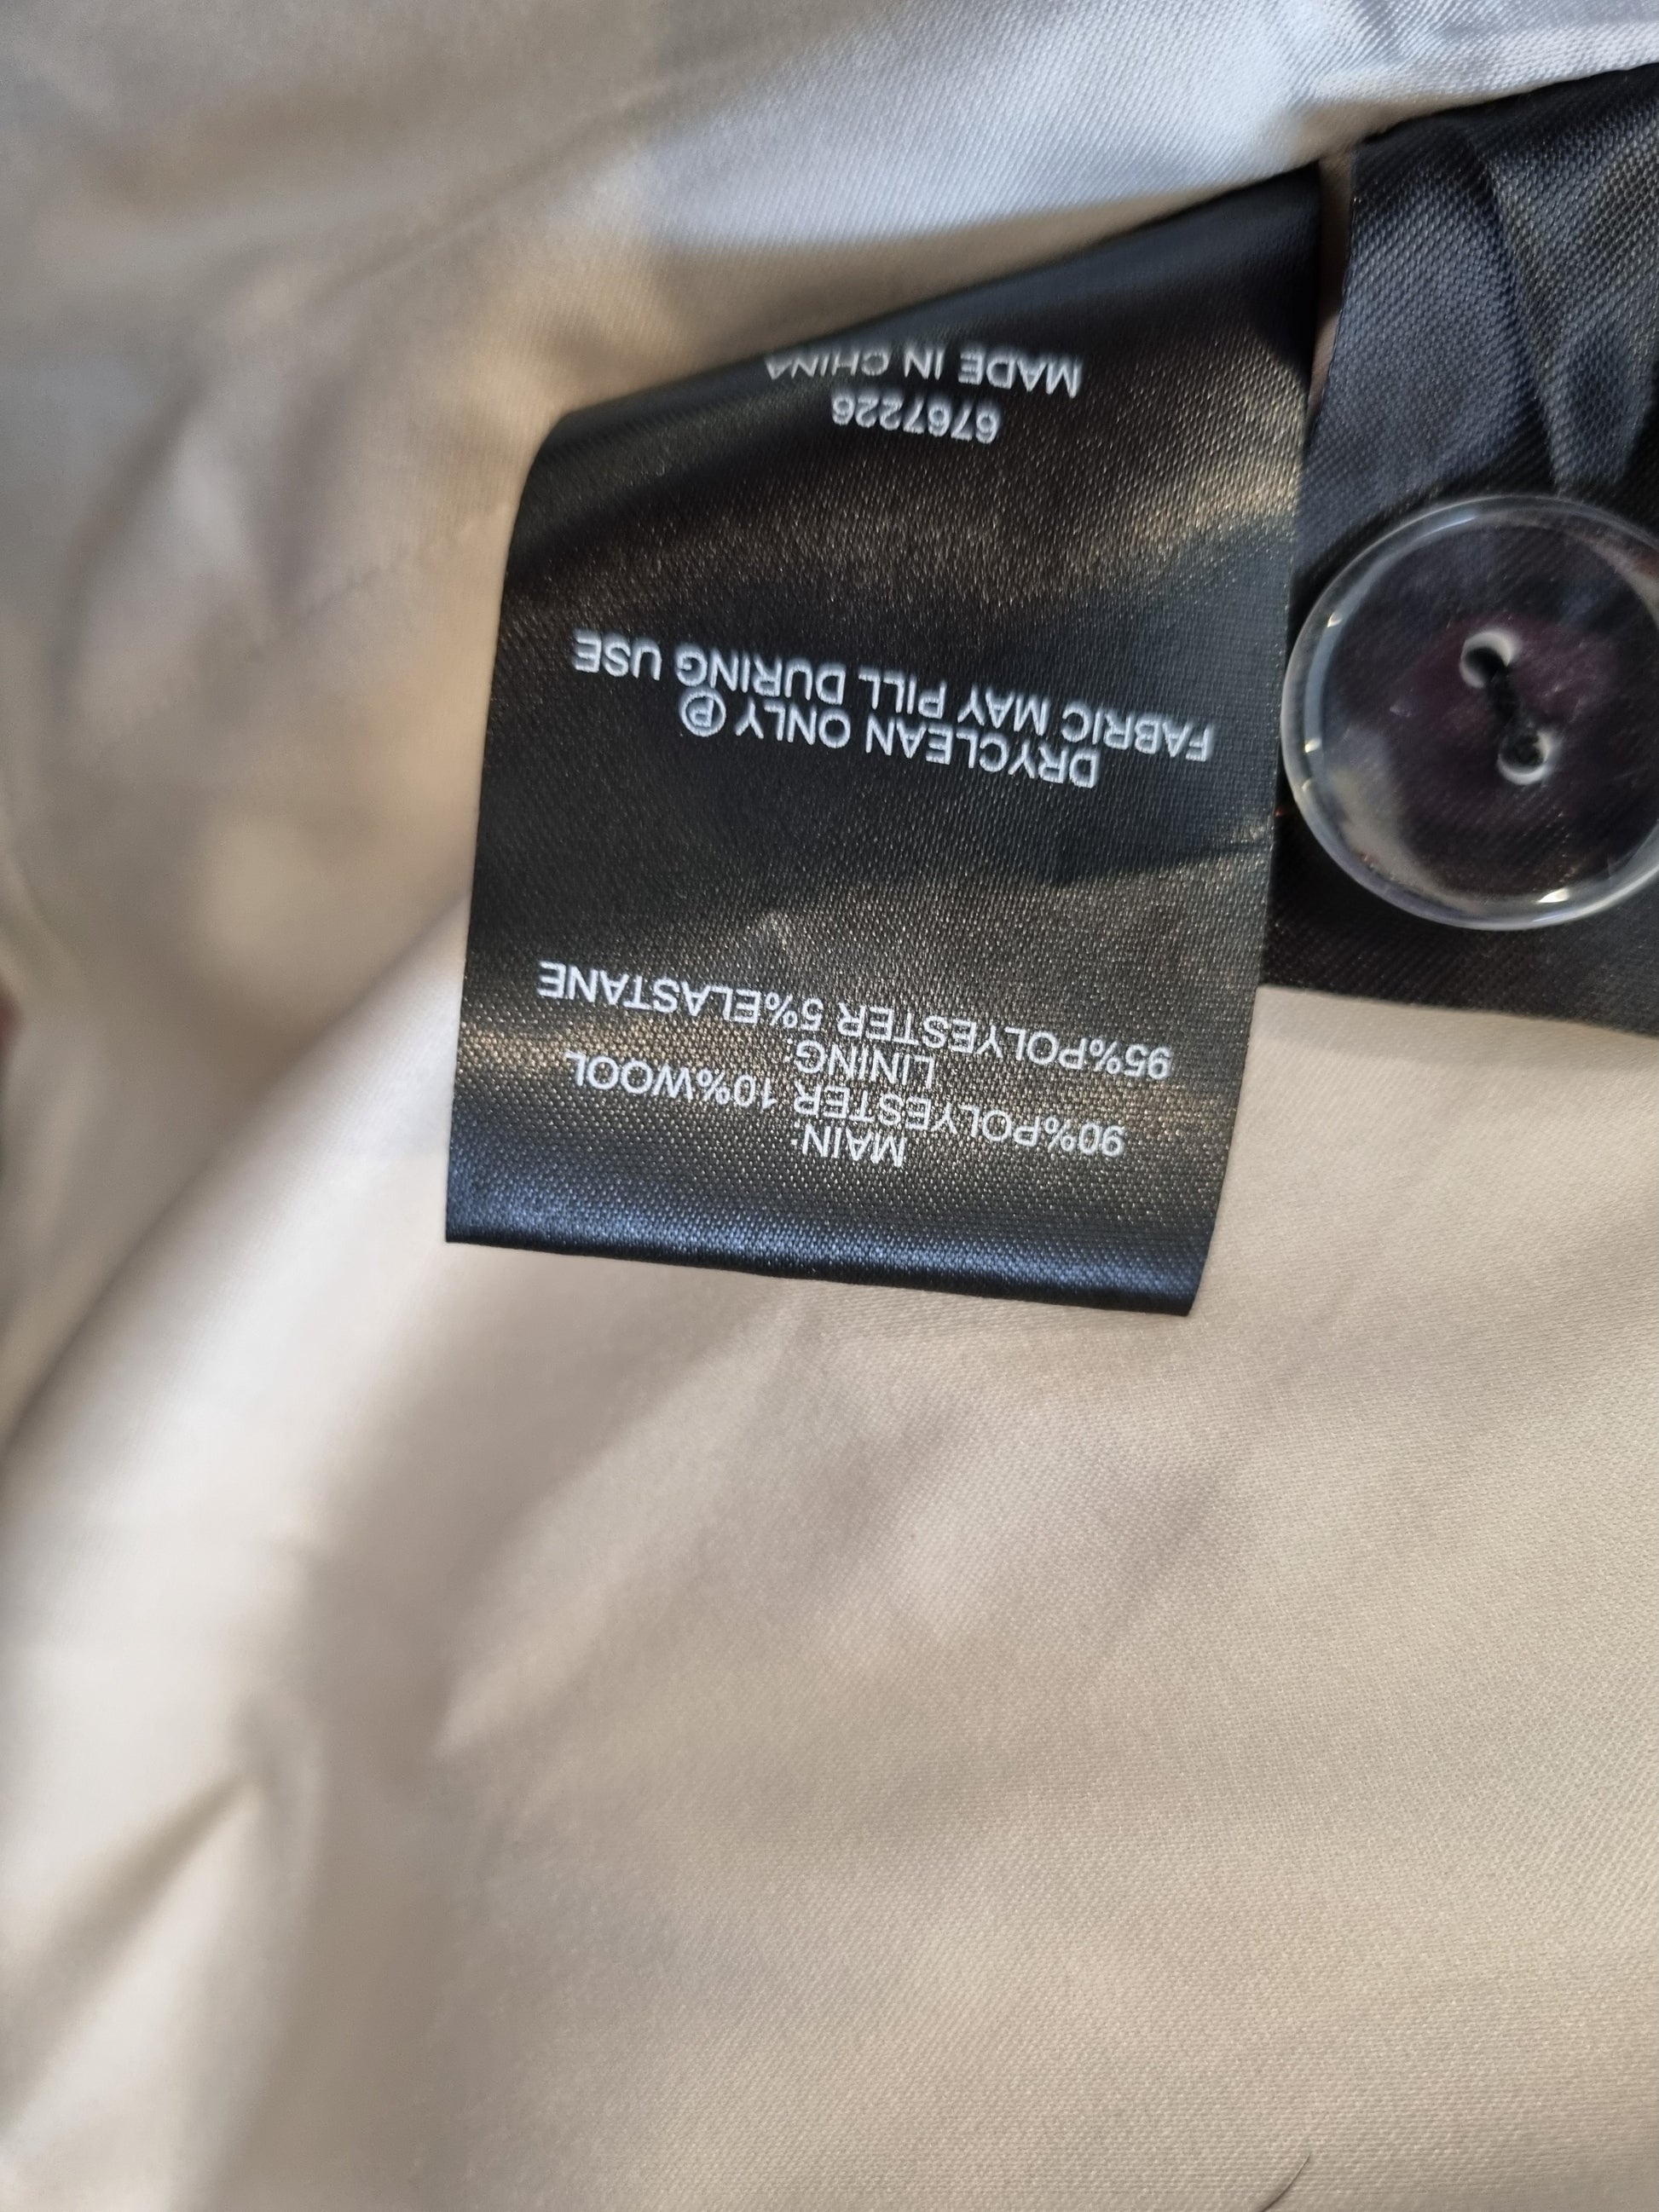 MAIN
90%POLYESTER 10%WOOL
LINING
95%POLYESTER 5%ELASTANE
DRYCLEAN ONLY Ⓟ
FABRIC MAY PILL DURING USE
6767226
MADE IN CHINA